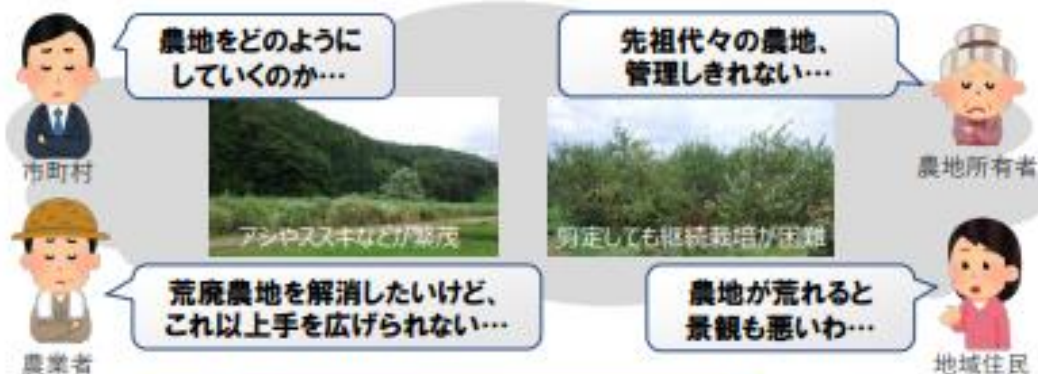 農地をどのように
していくのか…
市町村
先祖代々の農地、
管理しきれない…
農地所有者
アシやススキなどが繁茂
剪定しても継続栽培が困難
荒廃農地を解消したいけど、
これ以上手を広げられない…
農業者
農地が荒れると
景観も悪いわ…
地域住民